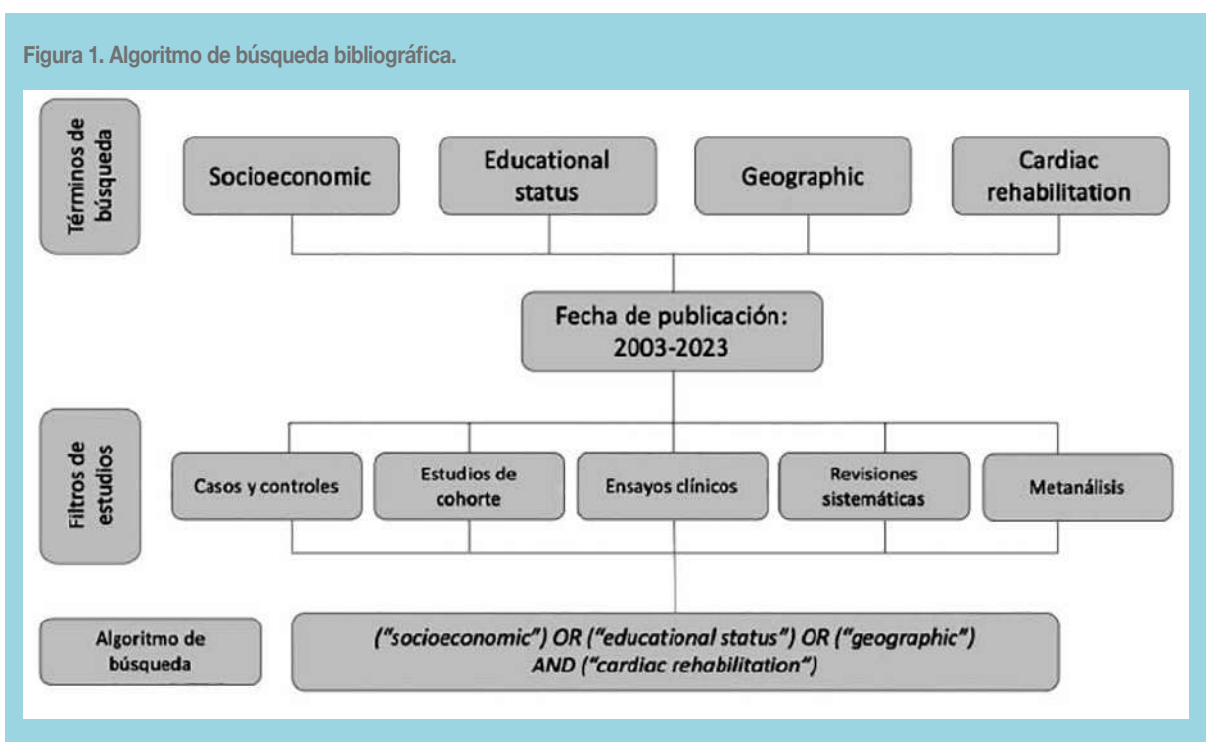 Figura 1. Algoritmo de búsqueda bibliográfica.
Términos de
búsqueda
Socioeconomic
Educational
status
Geographic
Cardiac
rehabilitation
Fecha de publicación:
2003-2023
Filtros de
estudios
Casos y controles
Estudios de
cohorte
Ensayos clínicos
Revisiones
sistemáticas
Metanálisis
Algoritmo de
búsqueda
(“socioeconomic”) OR (“educational status”) OR (“geographic”)
AND (“cardiac rehabilitation”)